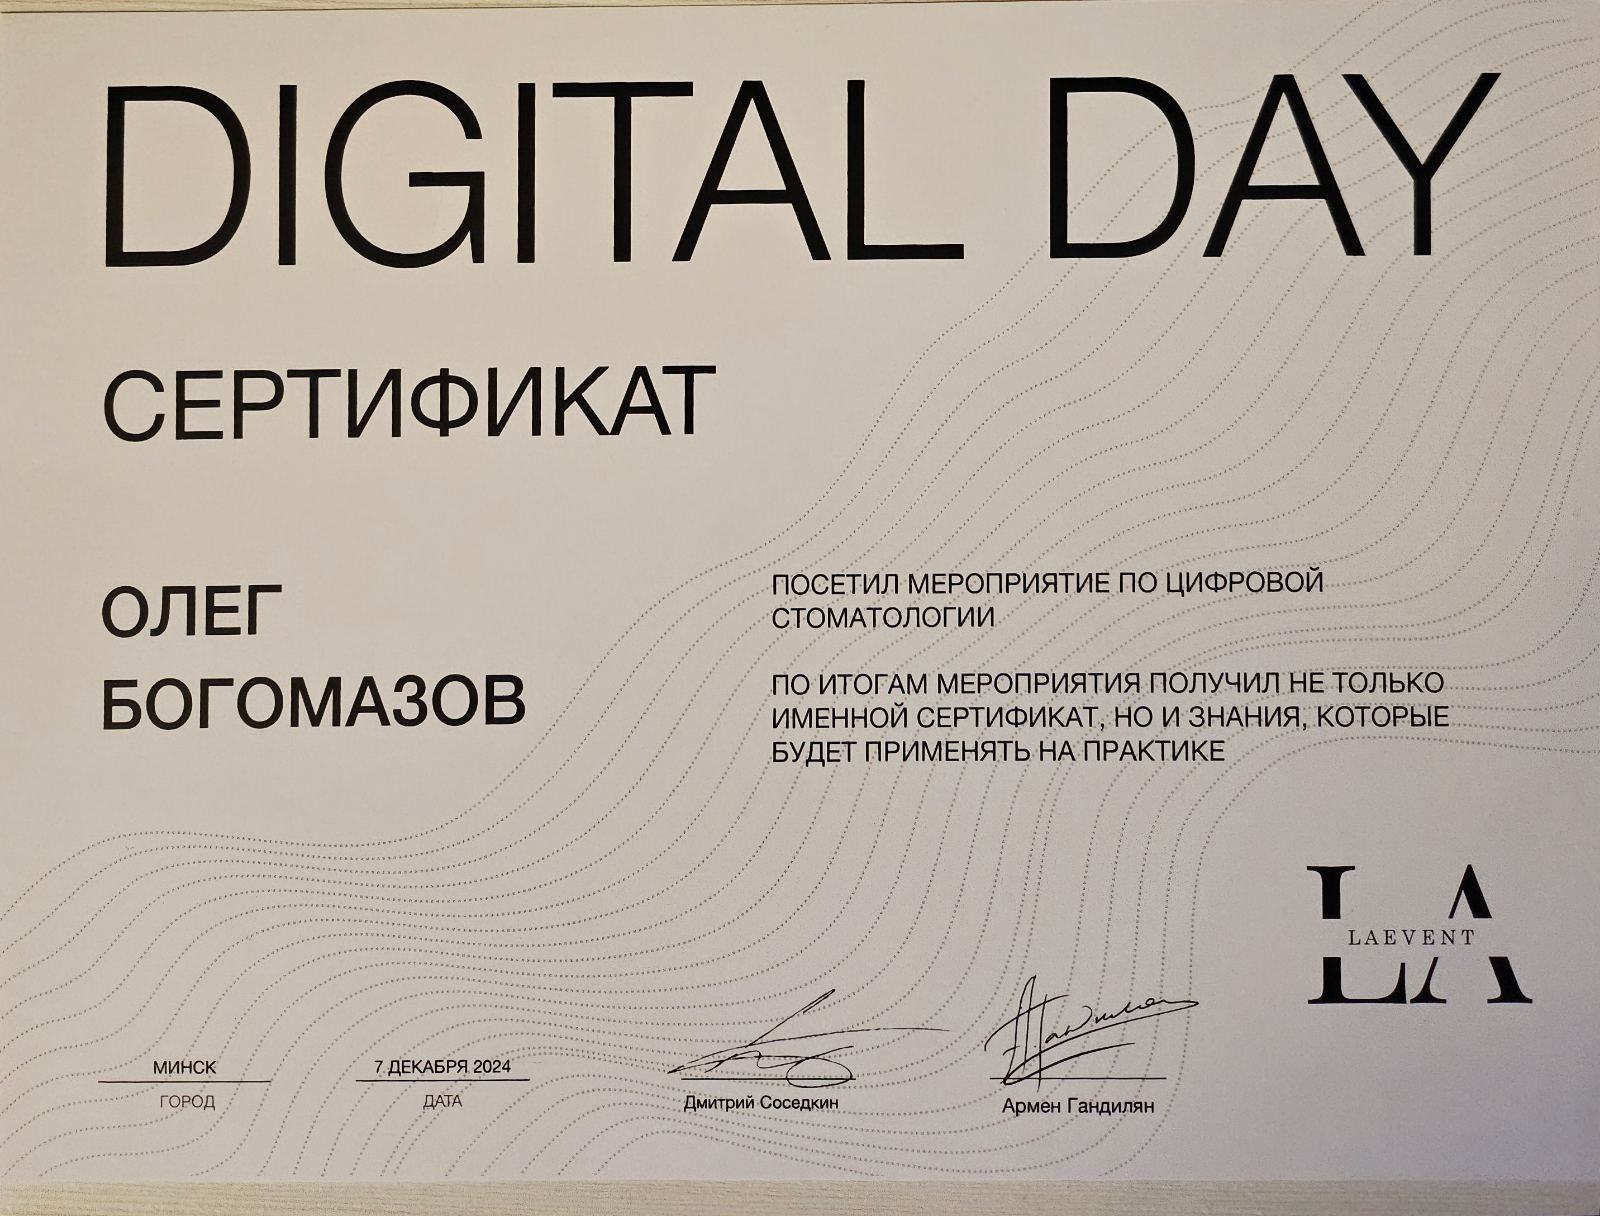 DIGITAL DAY
СЕРТИФИКАТ
ОЛЕГ
БОГОМАЗОВ
ПОСЕТИЛ МЕРОПРИЯТИЕ ПО ЦИФРОВОЙ
СТОМАТОЛОГИИ
ПО ИТОГАМ МЕРОПРИЯТИЯ ПОЛУЧИЛ НЕ ТОЛЬКО
ИМЕННОЙ СЕРТИФИКАТ, НО И ЗНАНИЯ, КОТОРЫЕ
БУДЕТ ПРИМЕНЯТЬ НА ПРАКТИКЕ
LA
LAEVENT
МИНСК
ГОРОД
7 ДЕКАБРЯ 2024
ДАТА
Дмитрий Соседкин
Армен Гандилян